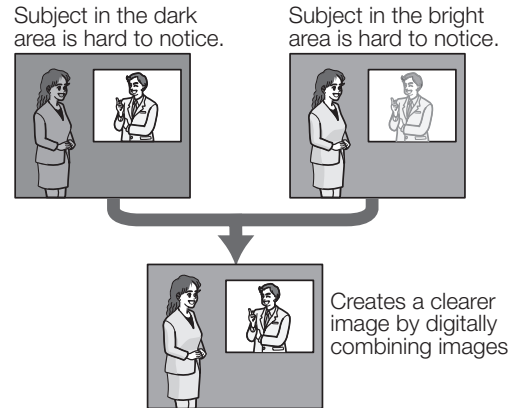 Subject in the dark
area is hard to notice.
Subject in the bright
area is hard to notice.
Creates a clearer
image by digitally
combining images